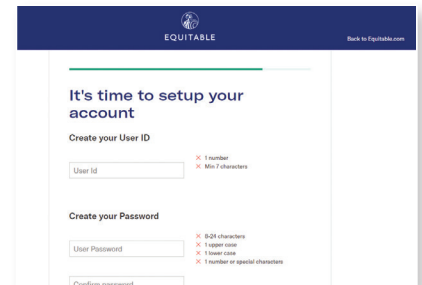 EQUITABLE
Back to Equitable.com
It's time to setup your
account
Create your User ID
User Id
× 1 number
× Min 7 characters
Create your Password
User Password
× 8-24 characters
× 1 upper case
× 1 lower case
× 1 number or special characters
Confirm password